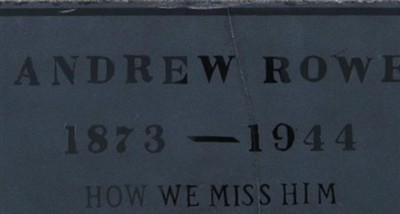 ANDREW ROWE
1873 — 1944
HOW WE MISS HIM